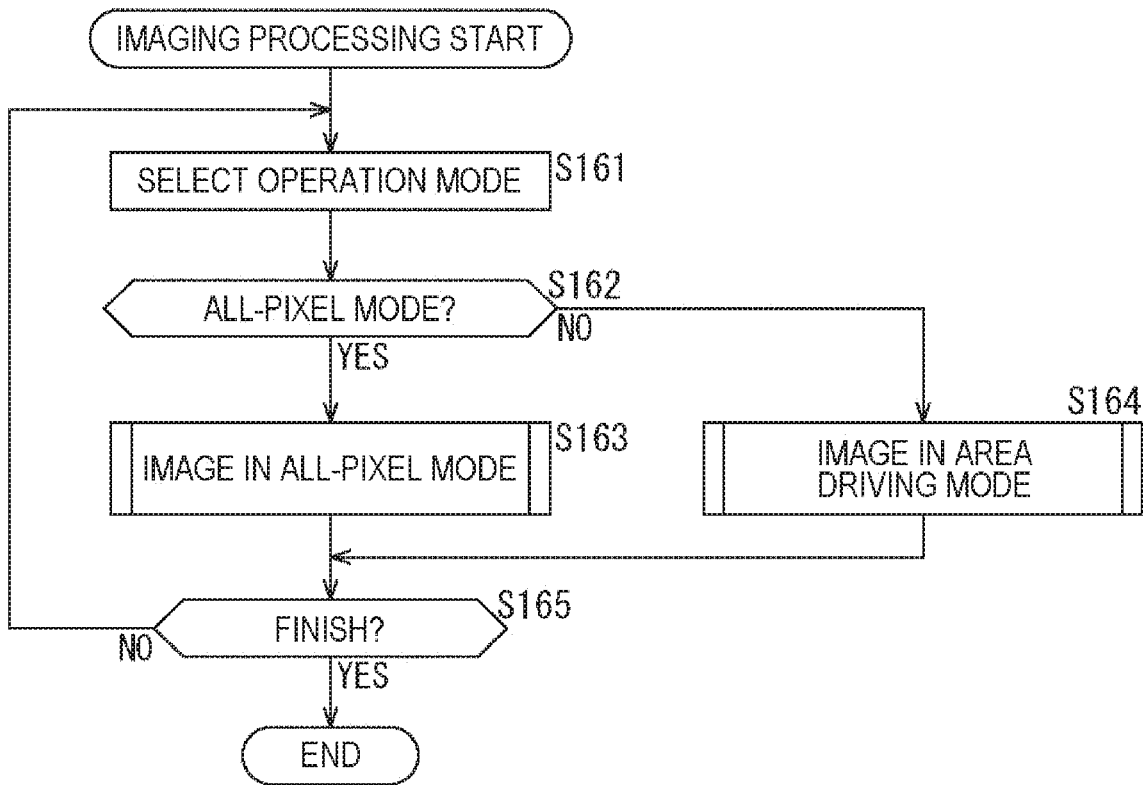 IMAGING PROCESSING START
SELECT OPERATION MODE
S161
ALL-PIXEL MODE?
S162
NO
YES
IMAGE IN ALL-PIXEL MODE
S163
S164
IMAGE IN AREA
DRIVING MODE
FINISH?
S165
NO
YES
END